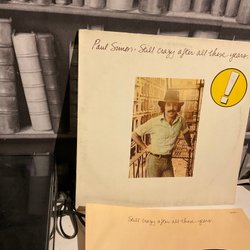 Paul Simon: Still crazy after all these years.
Still crazy after all these years.